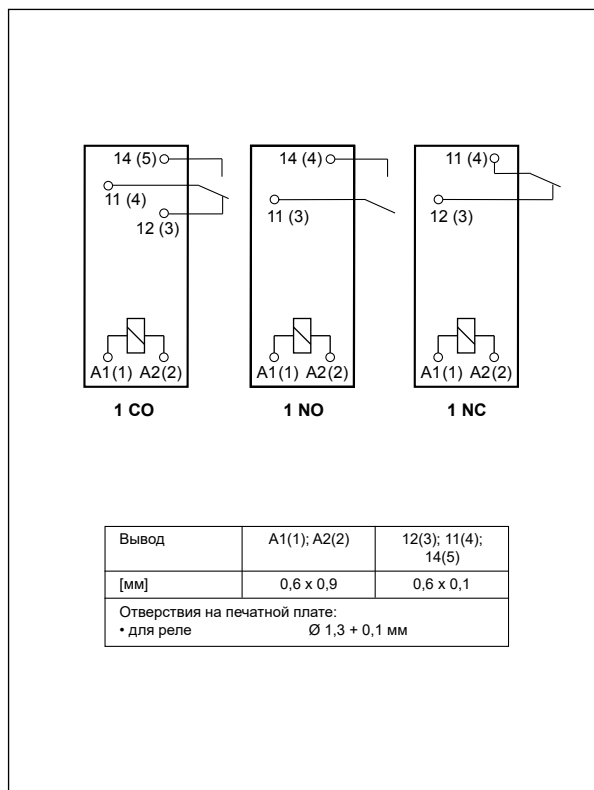 14 (5)
11 (4)
12 (3)
A1(1) A2(2)
1 CO
14 (4)
11 (3)
A1(1) A2(2)
1 NO
11 (4)
12 (3)
A1(1) A2(2)
1 NC
Вывод A1(1); A2(2) 12(3); 11(4);
14(5)
[мм] 0,6 x 0,9 0,6 x 0,1
Отверствия на печатной плате:
• для реле Ø 1,3 + 0,1 мм